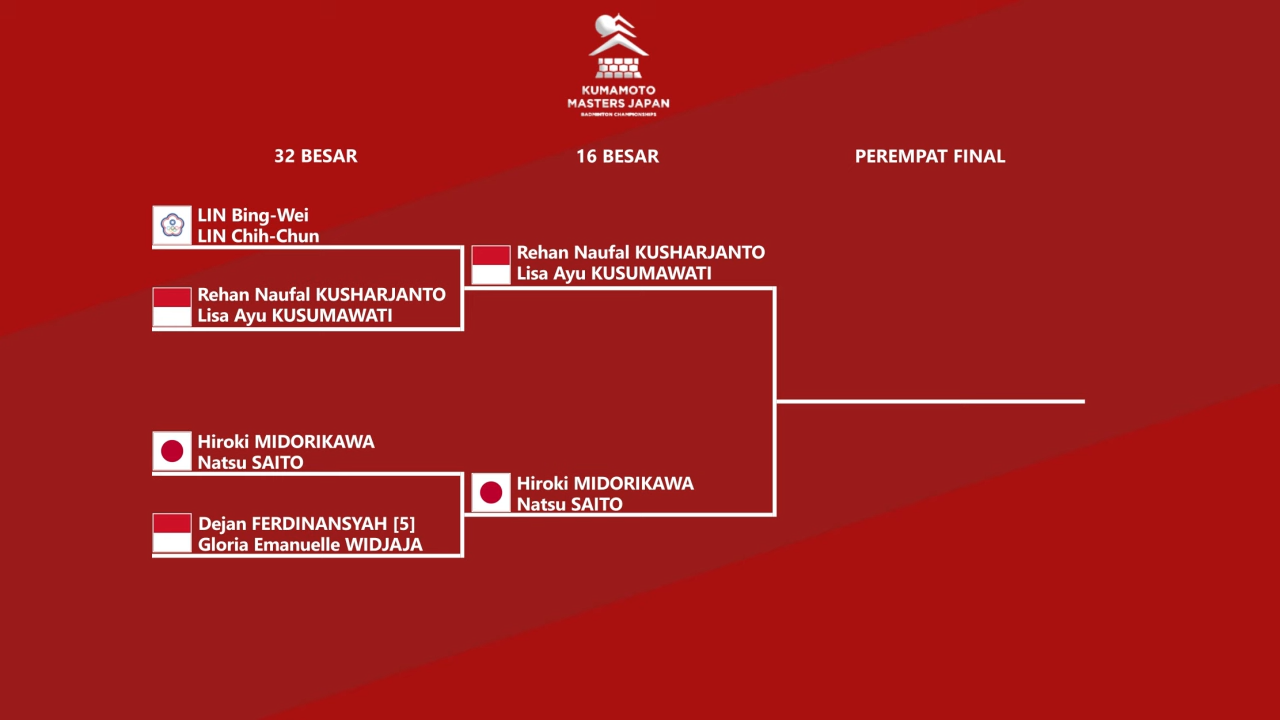 KUMAMOTO
MASTERS JAPAN
BADMINTON CHAMPIONSHIPS
32 BESAR
16 BESAR
PEREMPAT FINAL
LIN Bing-Wei
LIN Chih-Chun
Rehan Naufal KUSHARJANTO
Lisa Ayu KUSUMAWATI
Rehan Naufal KUSHARJANTO
Lisa Ayu KUSUMAWATI
Hiroki MIDORIKAWA
Natsu SAITO
Dejan FERDINANSYAH [5]
Gloria Emanuelle WIDJAJA
Hiroki MIDORIKAWA
Natsu SAITO